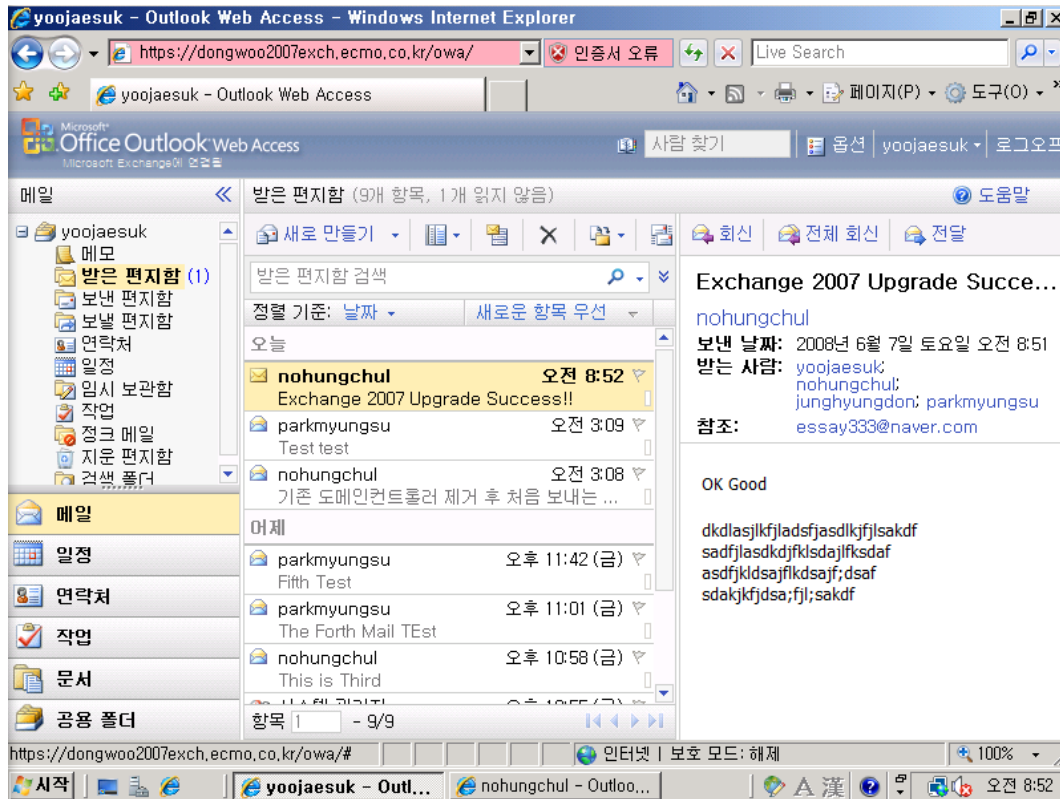 yoojaesuk - Outlook Web Access - Windows Internet Explorer
https://dongwoo2007exch.ecmo.co.kr/owa/
인증서 오류
Live Search
yoojaesuk - Outlook Web Access
페이지(P)
도구(O)
Microsoft
Office Outlook Web Access
Microsoft Exchange에 연결됨
사람 찾기
옵션
yoojaesuk
로그오프
메일
받은 편지함 (9개 항목, 1개 읽지 않음)
도움말
yoojaesuk
메모
받은 편지함 (1)
보낸 편지함
보낼 편지함
연락처
일정
임시 보관함
작업
정크 메일
지운 편지함
검색 폴더
메일
일정
연락처
작업
문서
공용 폴더
새로 만들기
받은 편지함 검색
정렬 기준: 날짜
새로운 항목 우선
오늘
nohungchul 오전 8:52
Exchange 2007 Upgrade Success!!
parkmyungsu 오전 3:09
Test test
nohungchul 오전 3:08
기존 도메인컨트롤러 제거 후 처음 보내는 ...
어제
parkmyungsu 오후 11:42 (금)
Fifth Test
parkmyungsu 오후 11:01 (금)
The Forth Mail TEst
nohungchul 오후 10:58 (금)
This is Third
항목 1 - 9/9
회신
전체 회신
전달
Exchange 2007 Upgrade Succe...
nohungchul
보낸 날짜: 2008년 6월 7일 토요일 오전 8:51
받는 사람: yoojaesuk;
nohungchul;
junghyungdon; parkmyungsu
참조: essay333@naver.com
OK Good
dkdlasjlkfjladsfjasdlkjfjlsakdf
sadfjlasdkdjfklsdajlfksdaf
asdfjkldsajflkdsajf;dsaf
sdakjkfjdsa;fjl;sakdf
https://dongwoo2007exch.ecmo.co.kr/owa/#
인터넷 | 보호 모드: 해제
100%
시작
yoojaesuk - Outl...
nohungchul - Outloo...
A 漢
오전 8:52